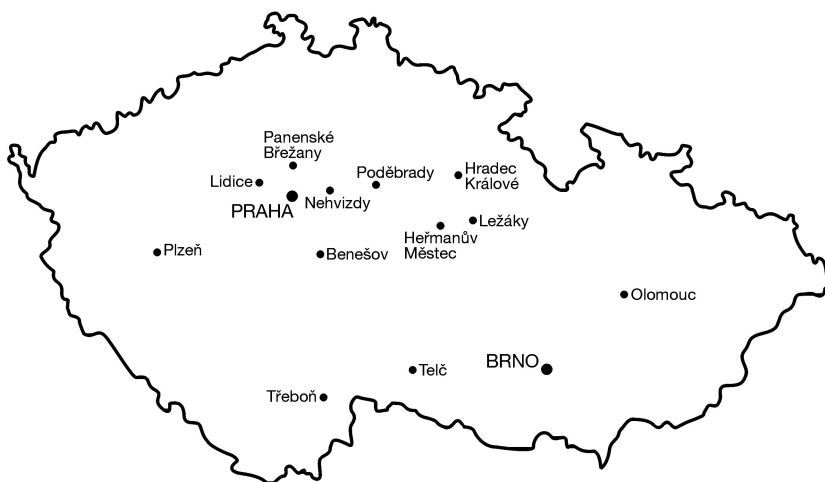 Panenské
Břežany
Lidice
PRAHA
Nehvizdy
Poděbrady
Hradec
Králové
Ležáky
Heřmanův
Městec
Plzeň
Benešov
Olomouc
BRNO
Telč
Třeboň